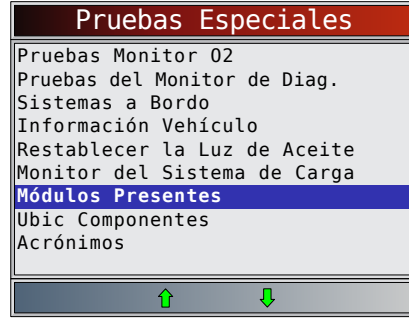 Pruebas Especiales
Pruebas Monitor O2
Pruebas del Monitor de Diag.
Sistemas a Bordo
Información Vehículo
Restablecer la Luz de Aceite
Monitor del Sistema de Carga
Módulos Presentes
Ubic Componentes
Acrónimos